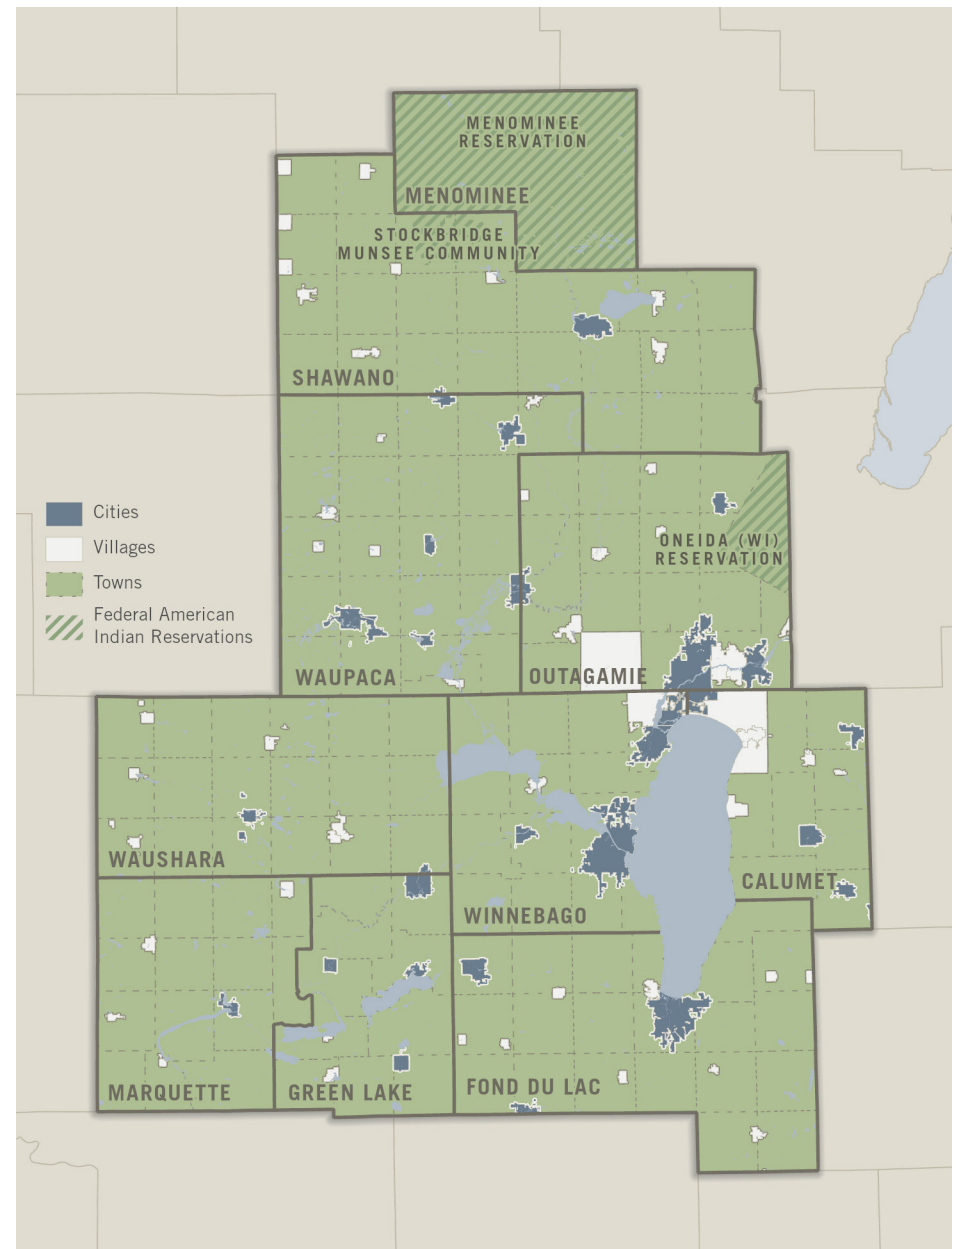 MENOMINEE
RESERVATION
MENOMINEE
STOCKBRIDGE
MUNSEE COMMUNITY
SHAWANO
Cities
Villages
Towns
Federal American
Indian Reservations
ONEIDA (WI)
RESERVATION
WAUPACA
OUTAGAMIE
WAUSHARA
CALUMET
WINNEBAGO
MARQUETTE
GREEN LAKE
FOND DU LAC